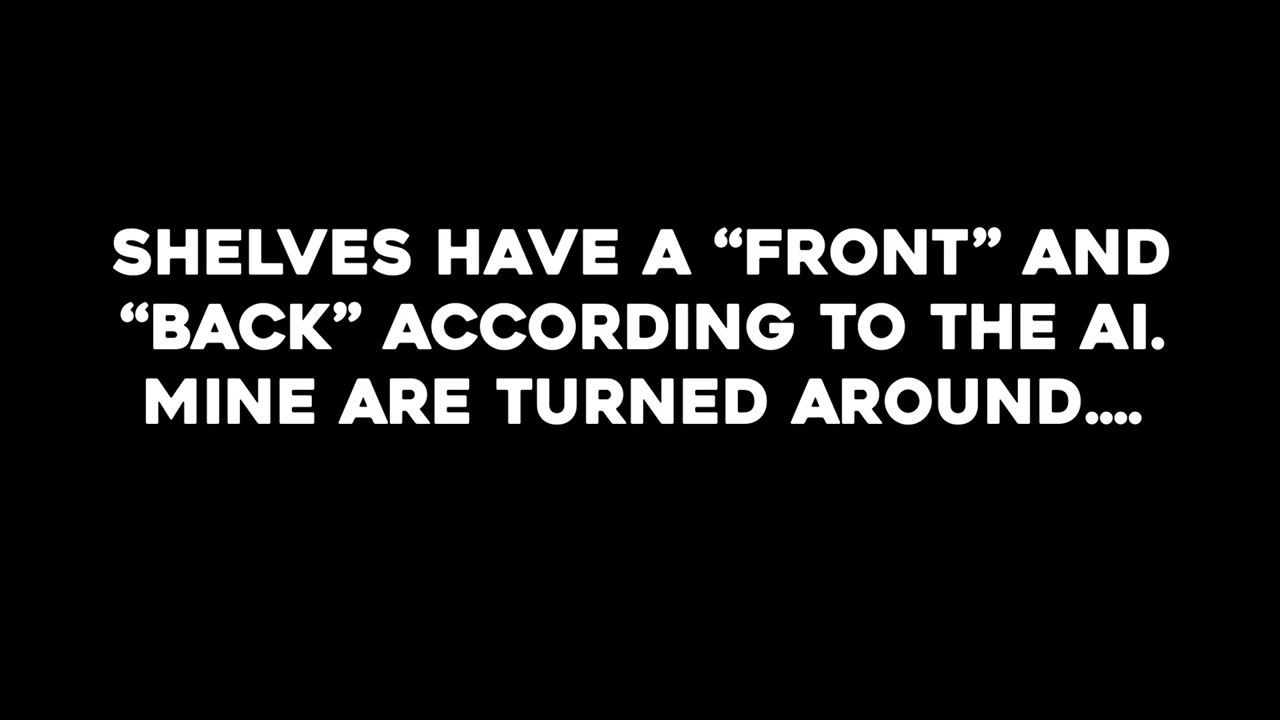 SHELVES HAVE A “FRONT” AND
“BACK” ACCORDING TO THE AI.
MINE ARE TURNED AROUND....